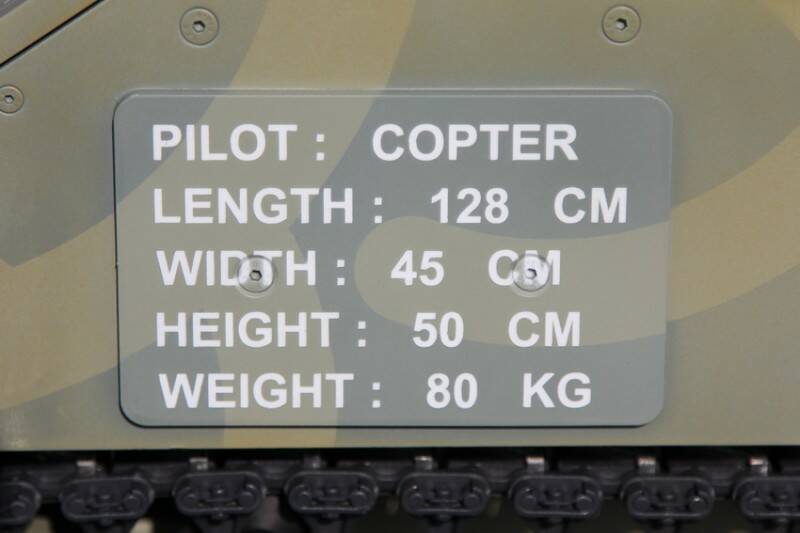 PILOT : COPTER
LENGTH : 128 CM
WIDTH : 45 CM
HEIGHT : 50 CM
WEIGHT : 80 KG